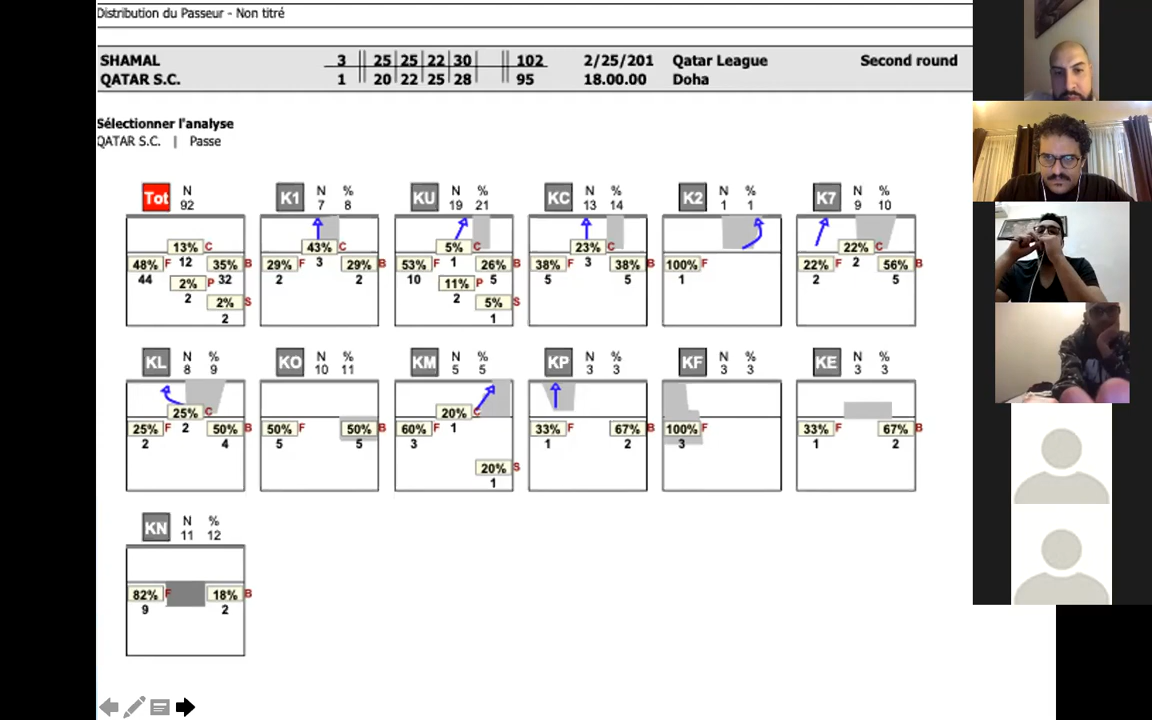 Distribution du Passeur - Non titré
SHAMAL 3 25 25 22 30 102 2/25/201 Qatar League Second round
QATAR S.C. 1 20 22 25 28 95 18.00.00 Doha
Sélectionner l'analyse
QATAR S.C. | Passe
Tot N K1 N % KU N % KC N % K2 N % K7 N %
92 7 8 19 21 13 14 1 1 9 10
13% C 43% C 5% C 23% C 22% C
12 3 1 3 2
48% F 35% B 29% F 29% B 53% F 26% B 38% F 38% B 100% F 22% F 56% B
44 32 2 2 10 5 5 5 1 2 5
2% P 11% P
2 2
2% S 5% S
2 1
KL N % KO N % KM N % KP N % KF N % KE N %
8 9 10 11 5 5 3 3 3 3 3 3
25% C 20% C
2 1
25% F 50% B 50% F 50% B 60% F 33% F 67% B 100% F 33% F 67% B
2 4 5 5 3 1 2 3 1 2
20% S
1
KN N %
11 12
82% F 18% B
9 2